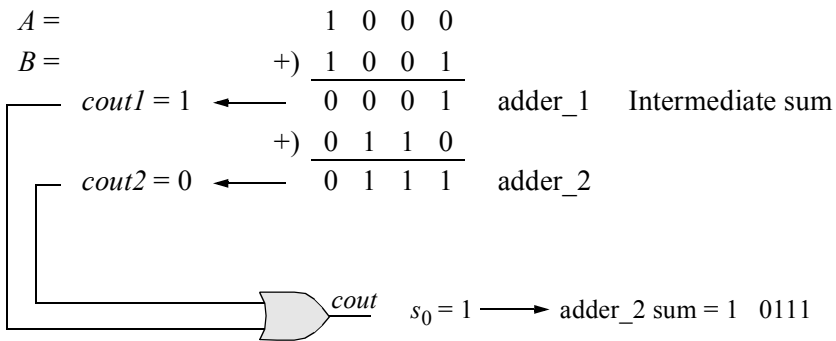 A = 1 0 0 0
B = +) 1 0 0 1
cout1 = 1 0 0 0 1 adder_1 Intermediate sum
+) 0 1 1 0
cout2 = 0 0 1 1 1 adder_2
cout s0 = 1 adder_2 sum = 1 0111